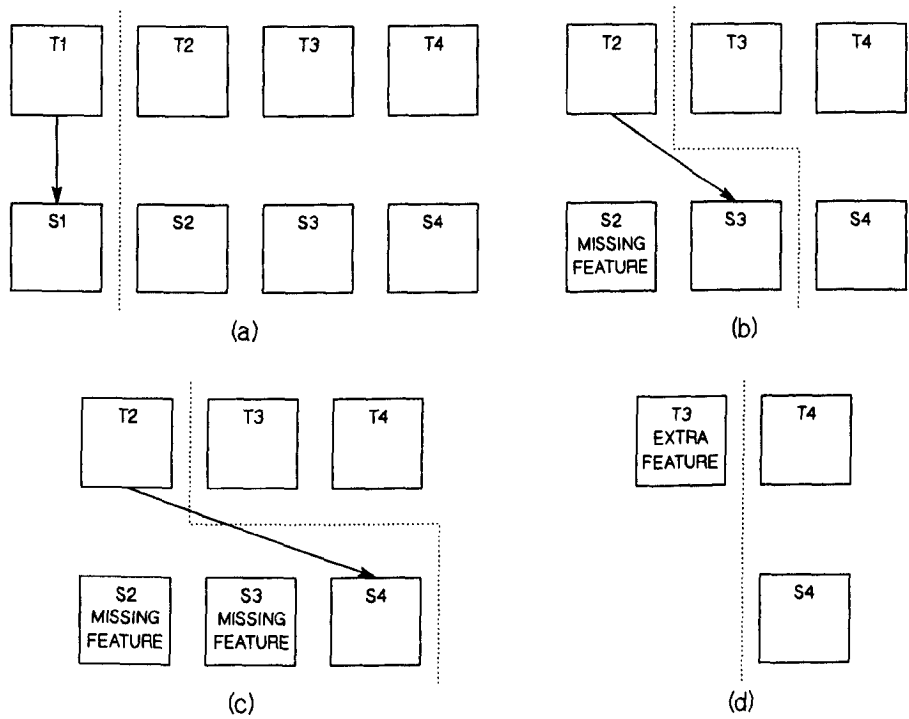 T1 T2 T3 T4
S1 S2 S3 S4
(a)
T2 T3 T4
S2
MISSING
FEATURE
S3 S4
(b)
T2 T3 T4
S2
MISSING
FEATURE
S3
MISSING
FEATURE
S4
(c)
T3
EXTRA
FEATURE
T4
S4
(d)